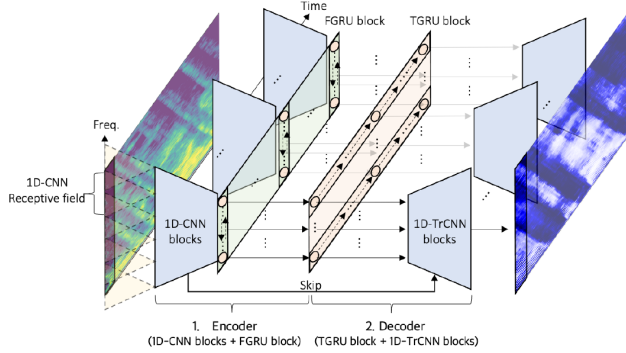 Time
FGRU block
TGRU block
Freq.
1D-CNN
Receptive field
1D-CNN
blocks
1D-TrCNN
blocks
Skip
1. Encoder
(1D-CNN blocks + FGRU block)
2. Decoder
(TGRU block + 1D-TrCNN blocks)